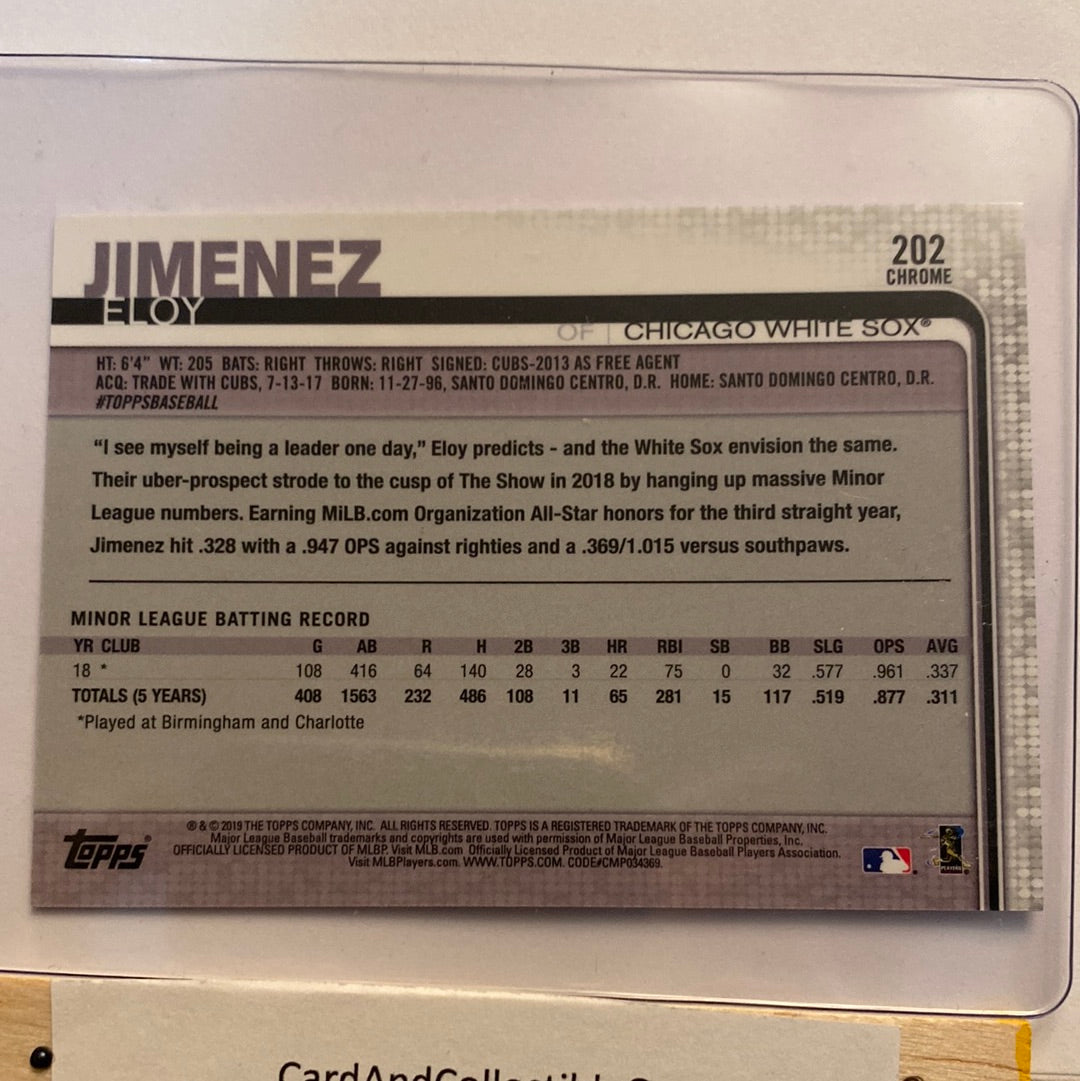 JIMENEZ
ELOY
202
CHROME
OF | CHICAGO WHITE SOX®
HT: 6'4" WT: 205 BATS: RIGHT THROWS: RIGHT SIGNED: CUBS-2013 AS FREE AGENT
ACQ: TRADE WITH CUBS, 7-13-17 BORN: 11-27-96, SANTO DOMINGO CENTRO, D.R. HOME: SANTO DOMINGO CENTRO, D.R.
#TOPPSBASEBALL
“I see myself being a leader one day,” Eloy predicts - and the White Sox envision the same.
Their uber-prospect strode to the cusp of The Show in 2018 by hanging up massive Minor
League numbers. Earning MiLB.com Organization All-Star honors for the third straight year,
Jimenez hit .328 with a .947 OPS against righties and a .369/1.015 versus southpaws.
MINOR LEAGUE BATTING RECORD
YR CLUB G AB R H 2B 3B HR RBI SB BB SLG OPS AVG
18 * 108 416 64 140 28 3 22 75 0 32 .577 .961 .337
TOTALS (5 YEARS) 408 1563 232 486 108 11 65 281 15 117 .519 .877 .311
*Played at Birmingham and Charlotte
Topps®
® & © 2019 THE TOPPS COMPANY, INC. ALL RIGHTS RESERVED. TOPPS IS A REGISTERED TRADEMARK OF THE TOPPS COMPANY, INC.
Major League Baseball trademarks and copyrights are used with permission of Major League Baseball Properties, Inc.
OFFICIALLY LICENSED PRODUCT OF MLBP. Visit MLB.com Officially Licensed Product of Major League Baseball Players Association.
Visit MLBPlayers.com. WWW.TOPPS.COM. CODE#CMP034369.
PLAYERS